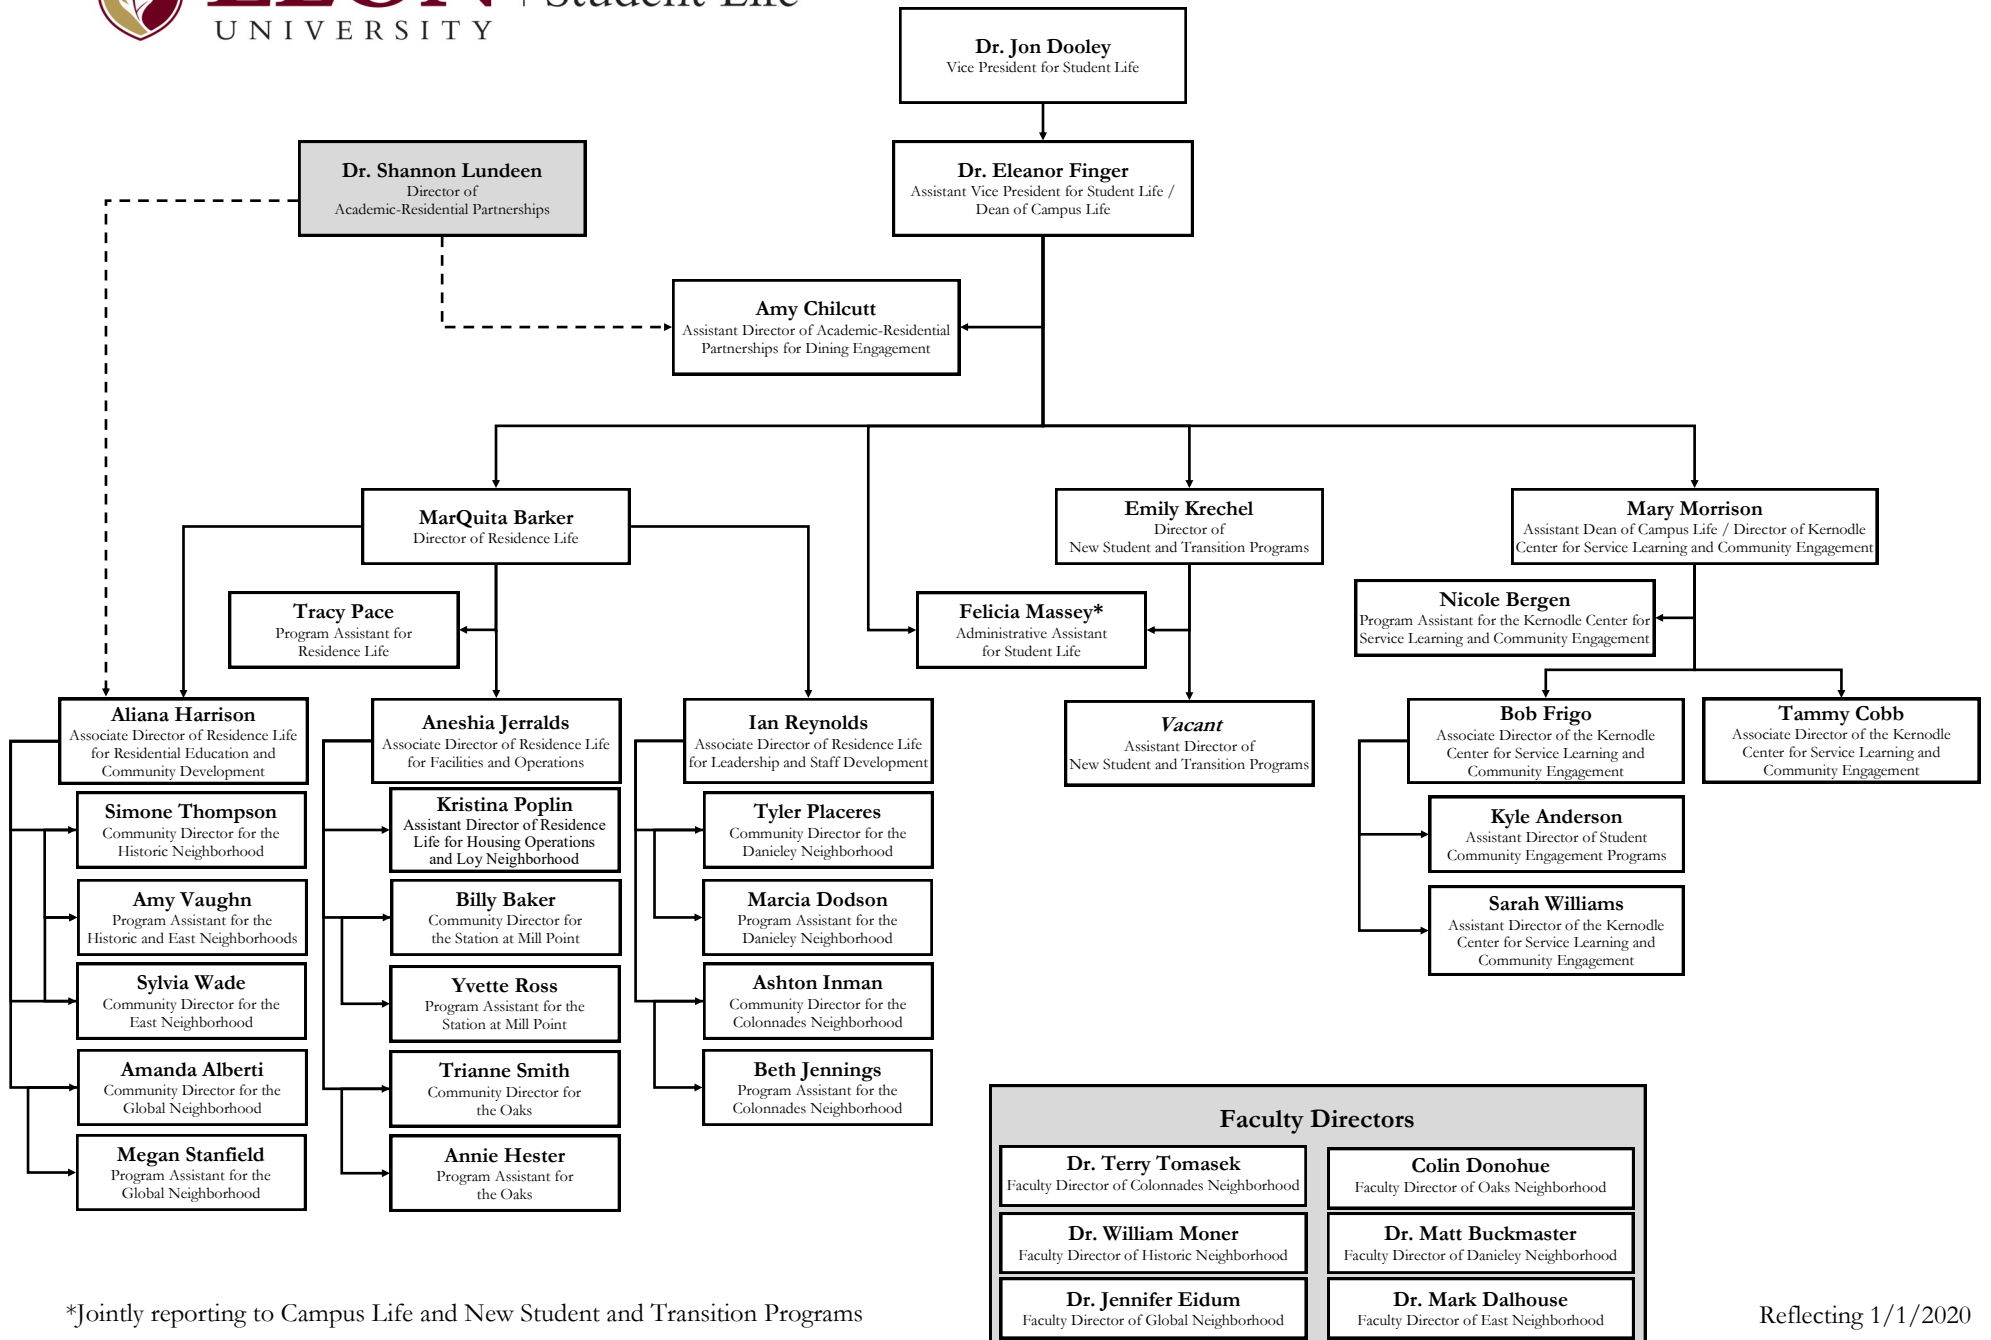 UNIVERSITY
Student Life
Dr. Jon Dooley
Vice President for Student Life
Dr. Shannon Lundeen
Director of
Academic-Residential Partnerships
Dr. Eleanor Finger
Assistant Vice President for Student Life /
Dean of Campus Life
Amy Chilcutt
Assistant Director of Academic-Residential
Partnerships for Dining Engagement
MarQuita Barker
Director of Residence Life
Emily Krechel
Director of
New Student and Transition Programs
Mary Morrison
Assistant Dean of Campus Life / Director of Kernodle
Center for Service Learning and Community Engagement
Tracy Pace
Program Assistant for
Residence Life
Felicia Massey*
Administrative Assistant
for Student Life
Nicole Bergen
Program Assistant for the Kernodle Center for
Service Learning and Community Engagement
Aliana Harrison
Associate Director of Residence Life
for Residential Education and
Community Development
Simone Thompson
Community Director for the
Historic Neighborhood
Amy Vaughn
Program Assistant for the
Historic and East Neighborhoods
Sylvia Wade
Community Director for the
East Neighborhood
Amanda Alberti
Community Director for the
Global Neighborhood
Megan Stanfield
Program Assistant for the
Global Neighborhood
Aneshia Jerralds
Associate Director of Residence Life
for Facilities and Operations
Kristina Poplin
Assistant Director of Residence
Life for Housing Operations
and Loy Neighborhood
Billy Baker
Community Director for
the Station at Mill Point
Yvette Ross
Program Assistant for the
Station at Mill Point
Trianne Smith
Community Director for
the Oaks
Annie Hester
Program Assistant for
the Oaks
Ian Reynolds
Associate Director of Residence Life
for Leadership and Staff Development
Tyler Placeres
Community Director for the
Danieley Neighborhood
Marcia Dodson
Program Assistant for the
Danieley Neighborhood
Ashton Inman
Community Director for the
Colonnades Neighborhood
Beth Jennings
Program Assistant for the
Colonnades Neighborhood
Vacant
Assistant Director of
New Student and Transition Programs
Bob Frigo
Associate Director of the Kernodle
Center for Service Learning and
Community Engagement
Kyle Anderson
Assistant Director of Student
Community Engagement Programs
Sarah Williams
Assistant Director of the Kernodle
Center for Service Learning and
Community Engagement
Tammy Cobb
Associate Director of the Kernodle
Center for Service Learning and
Community Engagement
Faculty Directors
Dr. Terry Tomasek
Faculty Director of Colonnades Neighborhood
Colin Donohue
Faculty Director of Oaks Neighborhood
Dr. William Moner
Faculty Director of Historic Neighborhood
Dr. Matt Buckmaster
Faculty Director of Danieley Neighborhood
Dr. Jennifer Eidum
Faculty Director of Global Neighborhood
Dr. Mark Dalhouse
Faculty Director of East Neighborhood
*Jointly reporting to Campus Life and New Student and Transition Programs
Reflecting 1/1/2020